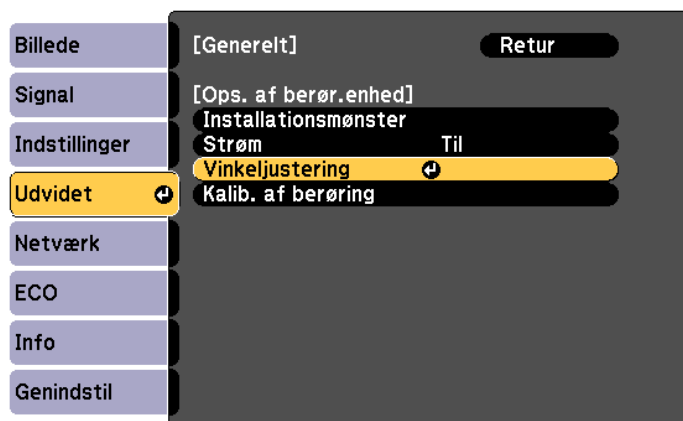 Billede
Signal
Indstillinger
Udvidet
Netværk
ECO
Info
Genindstil
[Generelt] Retur
[Ops. af berør.enhed]
Installationsmønster
Strøm Til
Vinkeljustering
Kalib. af berøring